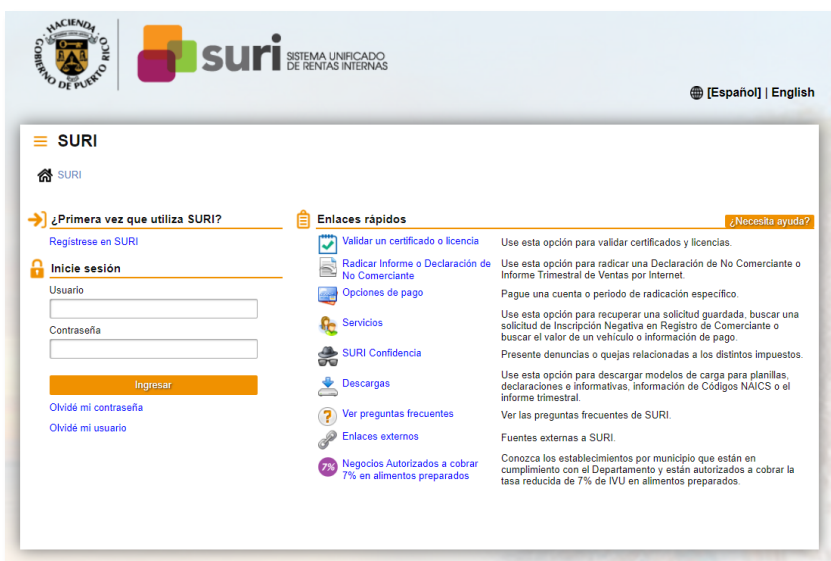 HACIENDA
GOBIERNO DE PUERTO RICO
suri SISTEMA UNIFICADO
DE RENTAS INTERNAS
[Español] | English
SURI
SURI
¿Primera vez que utiliza SURI?
Regístrese en SURI
Inicie sesión
Usuario
Contraseña
Ingresar
Olvidé mi contraseña
Olvidé mi usuario
Enlaces rápidos
¿Necesita ayuda?
Validar un certificado o licencia
Use esta opción para validar certificados y licencias.
Radicar Informe o Declaración de
No Comerciante
Use esta opción para radicar una Declaración de No Comerciante o
Informe Trimestral de Ventas por Internet.
Opciones de pago
Pague una cuenta o periodo de radicación específico.
Servicios
Use esta opción para recuperar una solicitud guardada, buscar una
solicitud de Inscripción Negativa en Registro de Comerciante o
buscar el valor de un vehículo o información de pago.
SURI Confidencia
Presente denuncias o quejas relacionadas a los distintos impuestos.
Descargas
Use esta opción para descargar modelos de carga para planillas,
declaraciones e informativas, información de Códigos NAICS o el
informe trimestral.
Ver preguntas frecuentes
Ver las preguntas frecuentes de SURI.
Enlaces externos
Fuentes externas a SURI.
7%
Negocios Autorizados a cobrar
7% en alimentos preparados
Conozca los establecimientos por municipio que están en
cumplimiento con el Departamento y están autorizados a cobrar la
tasa reducida de 7% de IVU en alimentos preparados.